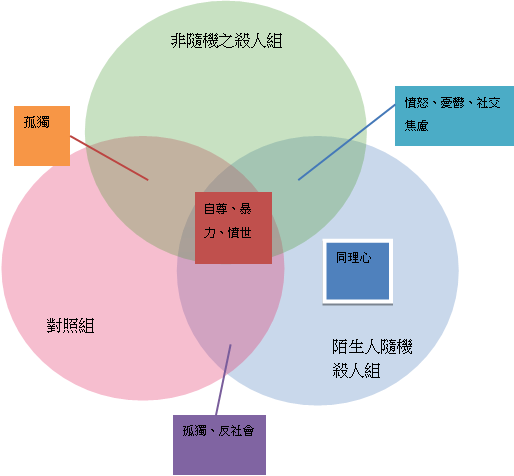 非隨機之殺人組
憤怒、憂鬱、社交
焦慮
孤獨
自尊、暴
力、憤世
同理心
對照組
陌生人隨機
殺人組
孤獨、反社會